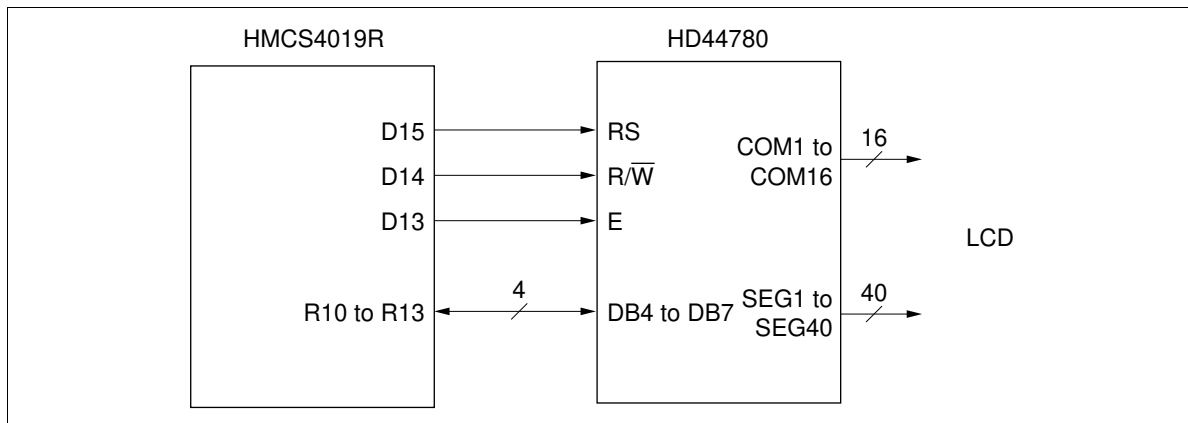 HMCS4019R
HD44780
D15
RS
D14
R/W̅
D13
E
R10 to R13
4
DB4 to DB7
COM1 to
COM16
16
SEG1 to
SEG40
40
LCD